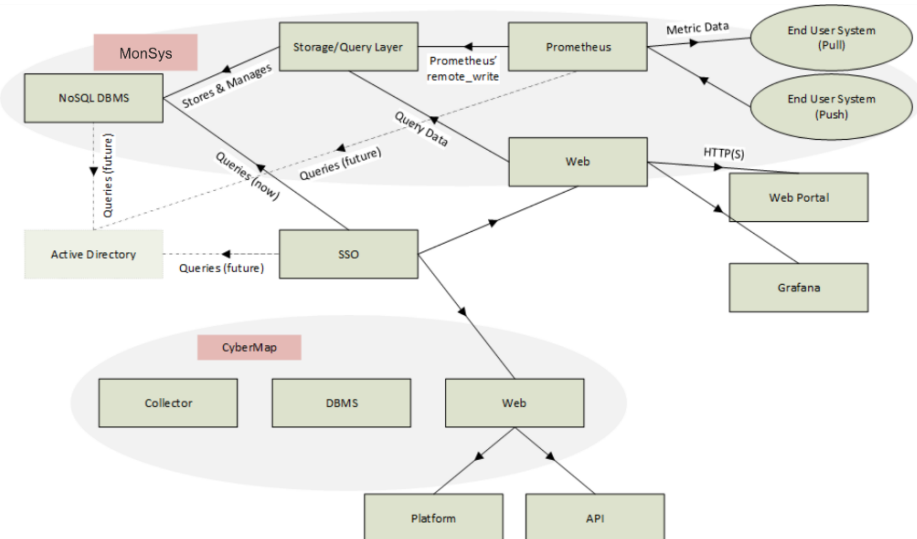 MonSys
Storage/Query Layer
Prometheus
Metric Data
End User System
(Pull)
Prometheus'
remote_write
NoSQL DBMS
Stores & Manages
End User System
(Push)
Query Data
Queries (future)
Queries (now)
Queries (future)
Web
HTTP(S)
Web Portal
Active Directory
Queries (future)
SSO
Grafana
CyberMap
Collector
DBMS
Web
Platform
API